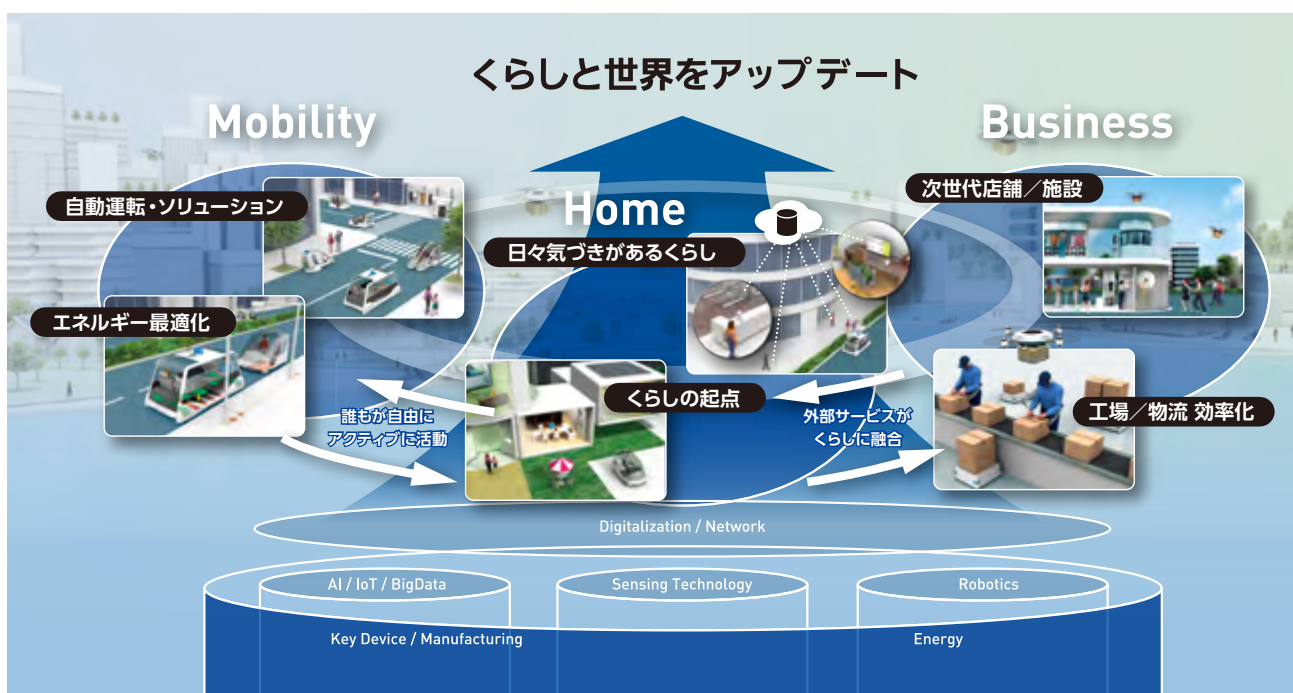 くらしと世界をアップデート
Mobility
Business
Home
自動運転・ソリューション
次世代店舗／施設
日々気づきがあるくらし
エネルギー最適化
くらしの起点
工場／物流 効率化
誰もが自由に
アクティブに活動
外部サービスが
くらしに融合
Digitalization / Network
AI / IoT / BigData
Sensing Technology
Robotics
Key Device / Manufacturing
Energy